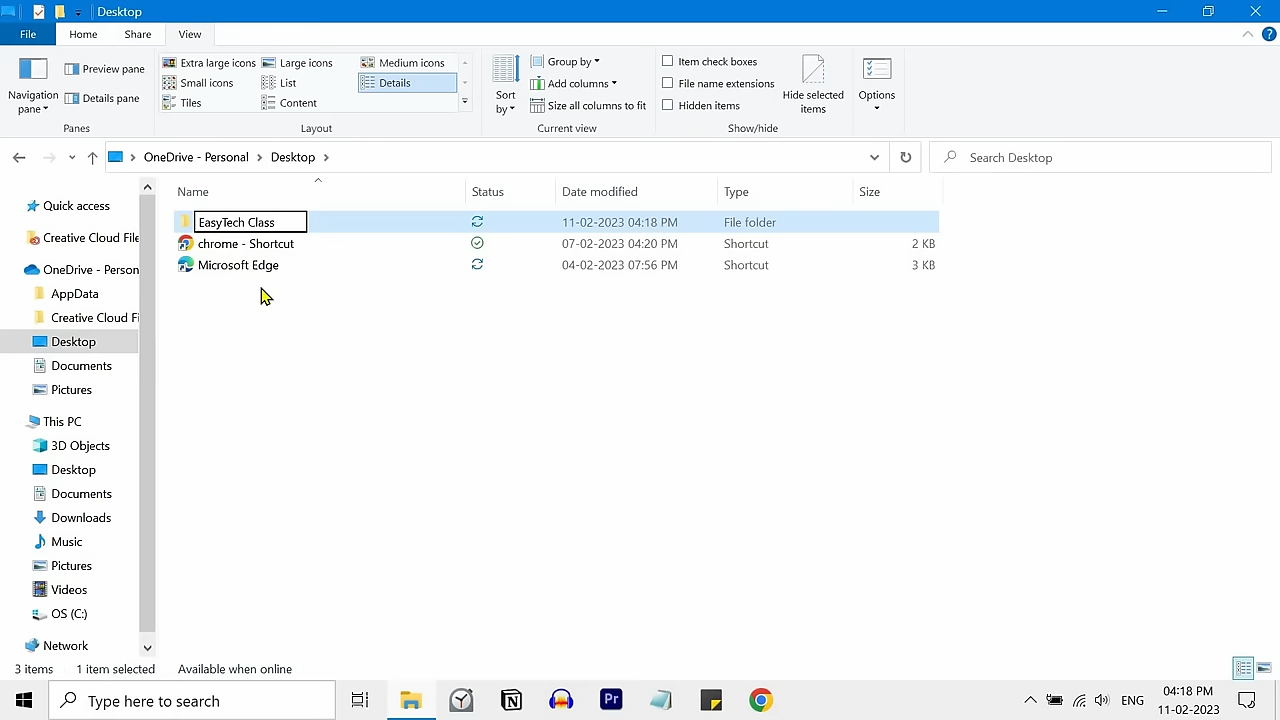 Desktop
File Home Share View
Navigation pane
Preview pane
Details pane
Panes
Extra large icons Large icons Medium icons
Small icons List Details
Tiles Content
Layout
Sort by
Group by
Add columns
Size all columns to fit
Current view
Item check boxes
File name extensions
Hidden items
Hide selected items
Show/hide
Options
OneDrive - Personal > Desktop >
Search Desktop
Name Status Date modified Type Size
EasyTech Class 11-02-2023 04:18 PM File folder
chrome - Shortcut 07-02-2023 04:20 PM Shortcut 2 KB
Microsoft Edge 04-02-2023 07:56 PM Shortcut 3 KB
Quick access
Creative Cloud File
OneDrive - Person
AppData
Creative Cloud Fi
Desktop
Documents
Pictures
This PC
3D Objects
Desktop
Documents
Downloads
Music
Pictures
Videos
OS (C:)
Network
3 items 1 item selected Available when online
Type here to search
Pr
ENG
04:18 PM
11-02-2023